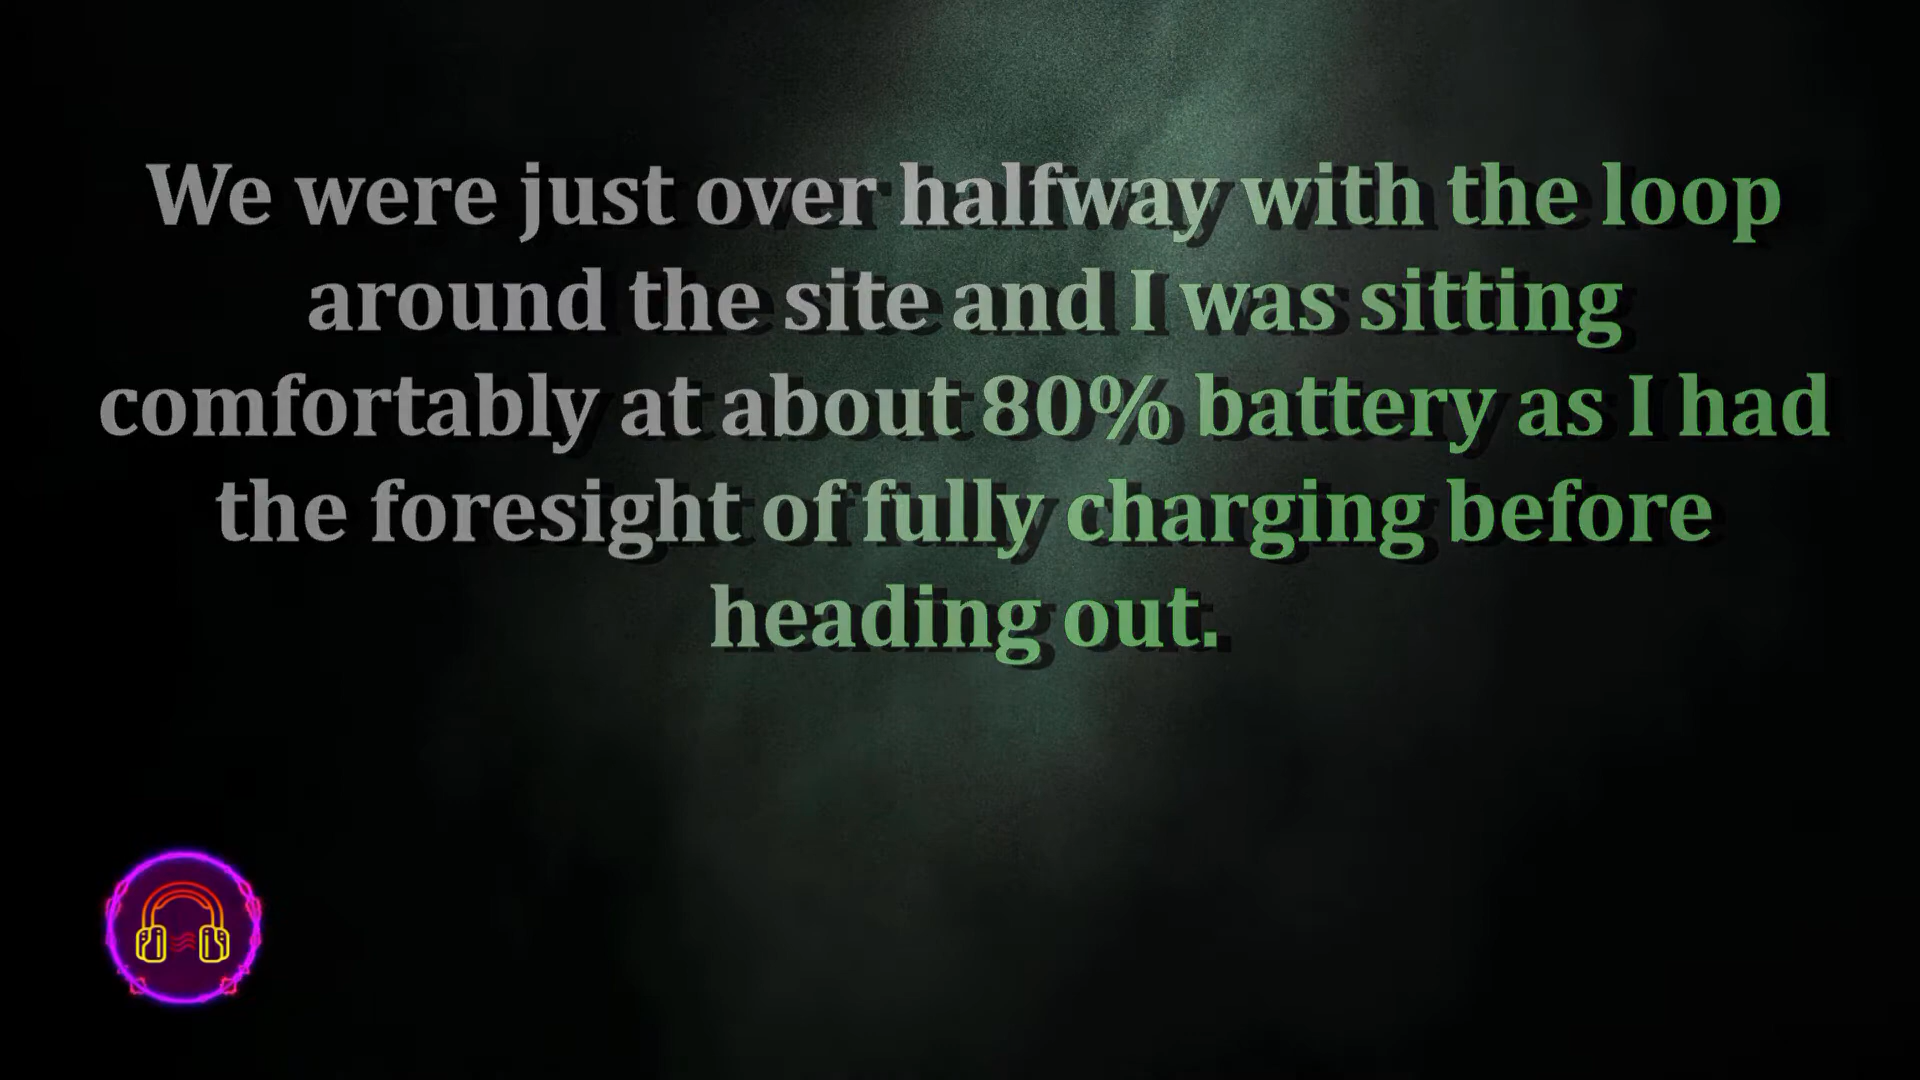 We were just over halfway with the loop
around the site and I was sitting
comfortably at about 80% battery as I had
the foresight of fully charging before
heading out.